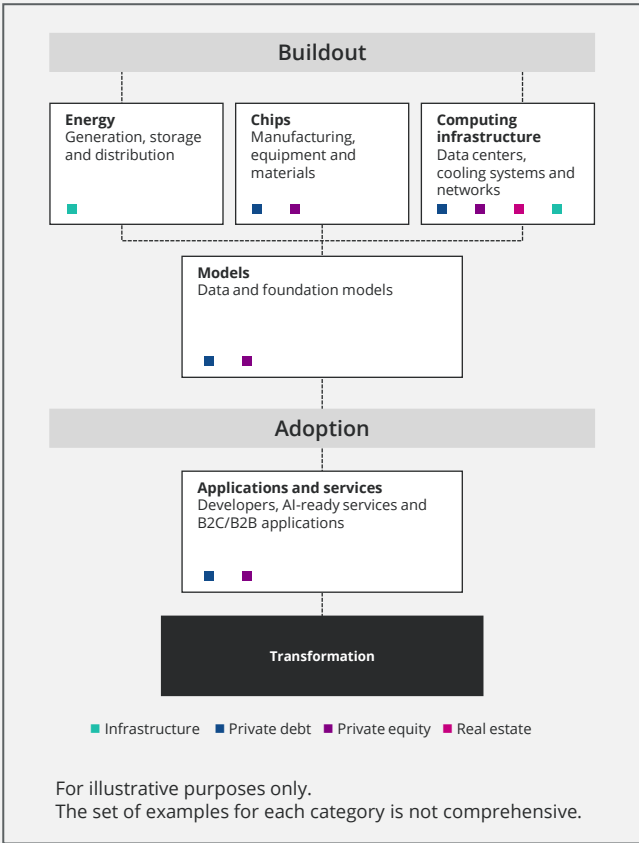 Buildout
Energy
Generation, storage
and distribution
Chips
Manufacturing,
equipment and
materials
Computing
infrastructure
Data centers,
cooling systems and
networks
Models
Data and foundation models
Adoption
Applications and services
Developers, AI-ready services and
B2C/B2B applications
Transformation
Infrastructure Private debt Private equity Real estate
For illustrative purposes only.
The set of examples for each category is not comprehensive.